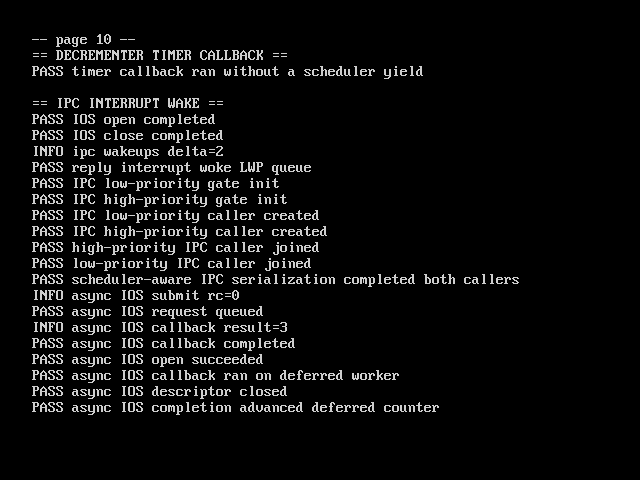 -- page 10 --
== DECREMENTER TIMER CALLBACK ==
PASS timer callback ran without a scheduler yield
== IPC INTERRUPT WAKE ==
PASS IOS open completed
PASS IOS close completed
INFO ipc wakeups delta=2
PASS reply interrupt woke LWP queue
PASS IPC low-priority gate init
PASS IPC high-priority gate init
PASS IPC low-priority caller created
PASS IPC high-priority caller created
PASS high-priority IPC caller joined
PASS low-priority IPC caller joined
PASS scheduler-aware IPC serialization completed both callers
INFO async IOS submit rc=0
PASS async IOS request queued
INFO async IOS callback result=3
PASS async IOS callback completed
PASS async IOS open succeeded
PASS async IOS callback ran on deferred worker
PASS async IOS descriptor closed
PASS async IOS completion advanced deferred counter